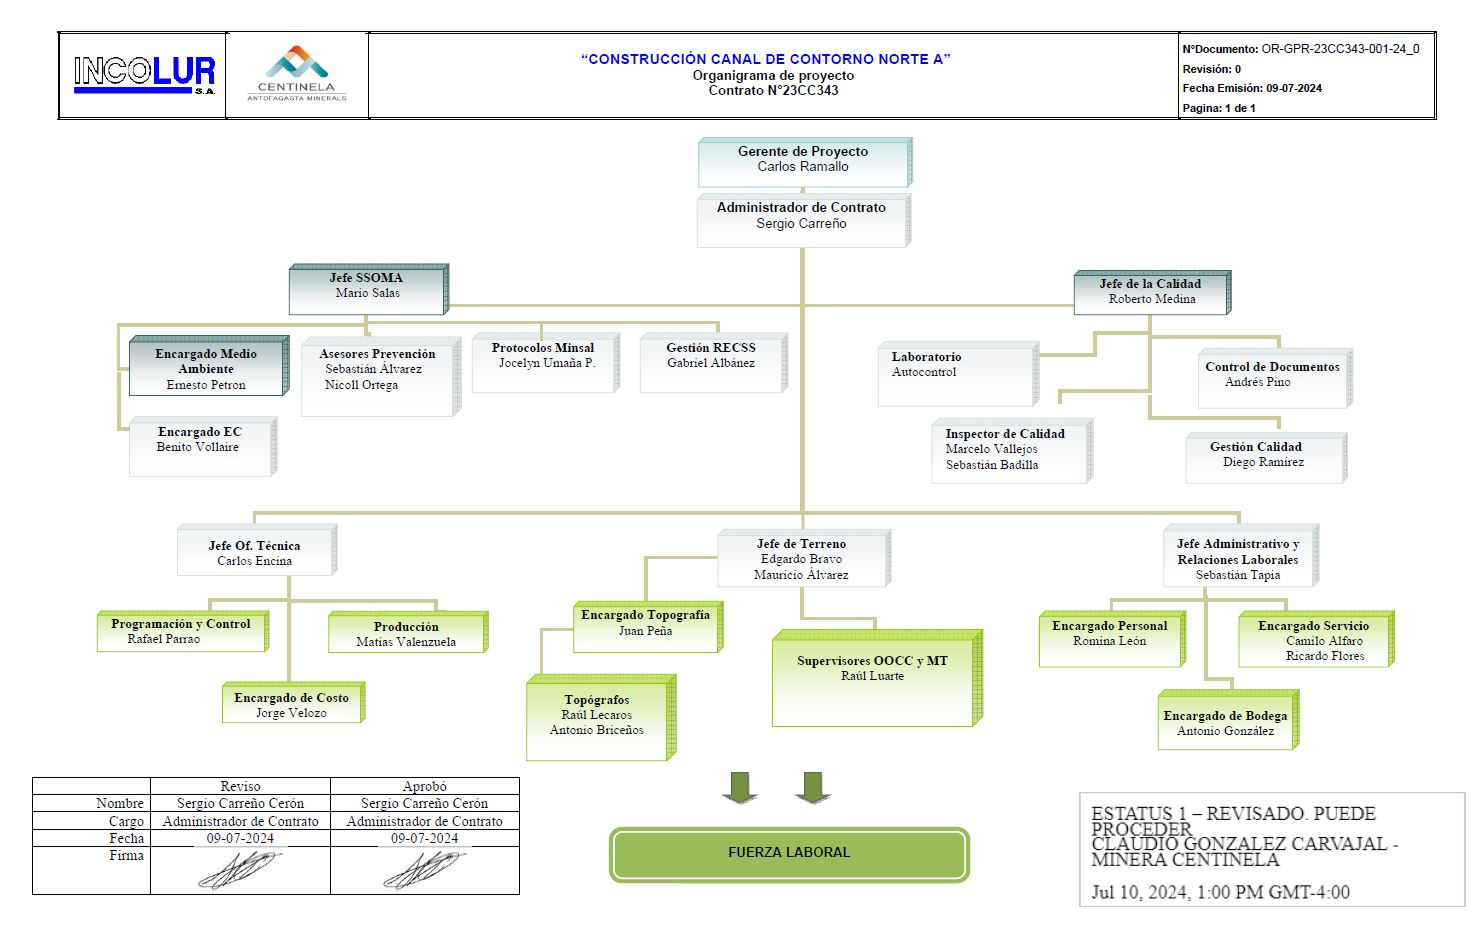 INCOLUR
S.A.
CENTINELA
ANTOFAGASTA MINERALS
“CONSTRUCCIÓN CANAL DE CONTORNO NORTE A”
Organigrama de proyecto
Contrato N°23CC343
N°Documento: OR-GPR-23CC343-001-24_0
Revisión: 0
Fecha Emisión: 09-07-2024
Pagina: 1 de 1
Gerente de Proyecto
Carlos Ramallo
Administrador de Contrato
Sergio Carreño
Jefe SSOMA
Mario Salas
Jefe de la Calidad
Roberto Medina
Encargado Medio
Ambiente
Ernesto Petron
Asesores Prevención
Sebastián Álvarez
Nicoll Ortega
Protocolos Minsal
Jocelyn Umaña P.
Gestión RECSS
Gabriel Albánez
Laboratorio
Autocontrol
Control de Documentos
Andrés Pino
Encargado EC
Benito Vollaire
Inspector de Calidad
Marcelo Vallejos
Sebastián Badilla
Gestión Calidad
Diego Ramírez
Jefe Of. Técnica
Carlos Encina
Jefe de Terreno
Edgardo Bravo
Mauricio Álvarez
Jefe Administrativo y
Relaciones Laborales
Sebastián Tapia
Programación y Control
Rafael Parrao
Producción
Matías Valenzuela
Encargado de Costo
Jorge Velozo
Encargado Topografía
Juan Peña
Topógrafos
Raúl Lecaros
Antonio Briceños
Supervisores OOCC y MT
Raúl Luarte
Encargado Personal
Romina León
Encargado Servicio
Camilo Alfaro
Ricardo Flores
Encargado de Bodega
Antonio González
Reviso Aprobó
Nombre Sergio Carreño Cerón Sergio Carreño Cerón
Cargo Administrador de Contrato Administrador de Contrato
Fecha 09-07-2024 09-07-2024
Firma
FUERZA LABORAL
ESTATUS 1 – REVISADO. PUEDE
PROCEDER
CLAUDIO GONZALEZ CARVAJAL -
MINERA CENTINELA
Jul 10, 2024, 1:00 PM GMT-4:00